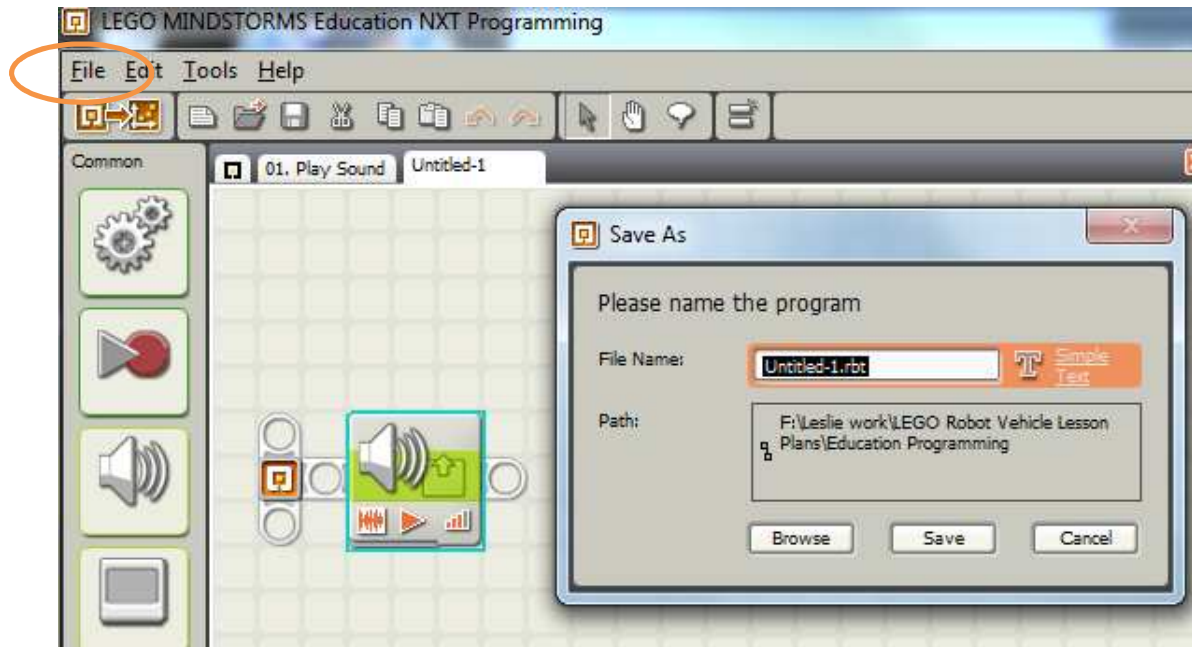 LEGO MINDSTORMS Education NXT Programming
File Edit Tools Help
Common
01. Play Sound
Untitled-1
Save As
Please name the program
File Name:
Untitled-1.rbt
Simple
Text
Path:
F:\Leslie work\LEGO Robot Vehicle Lesson
Plans\Education Programming
Browse
Save
Cancel